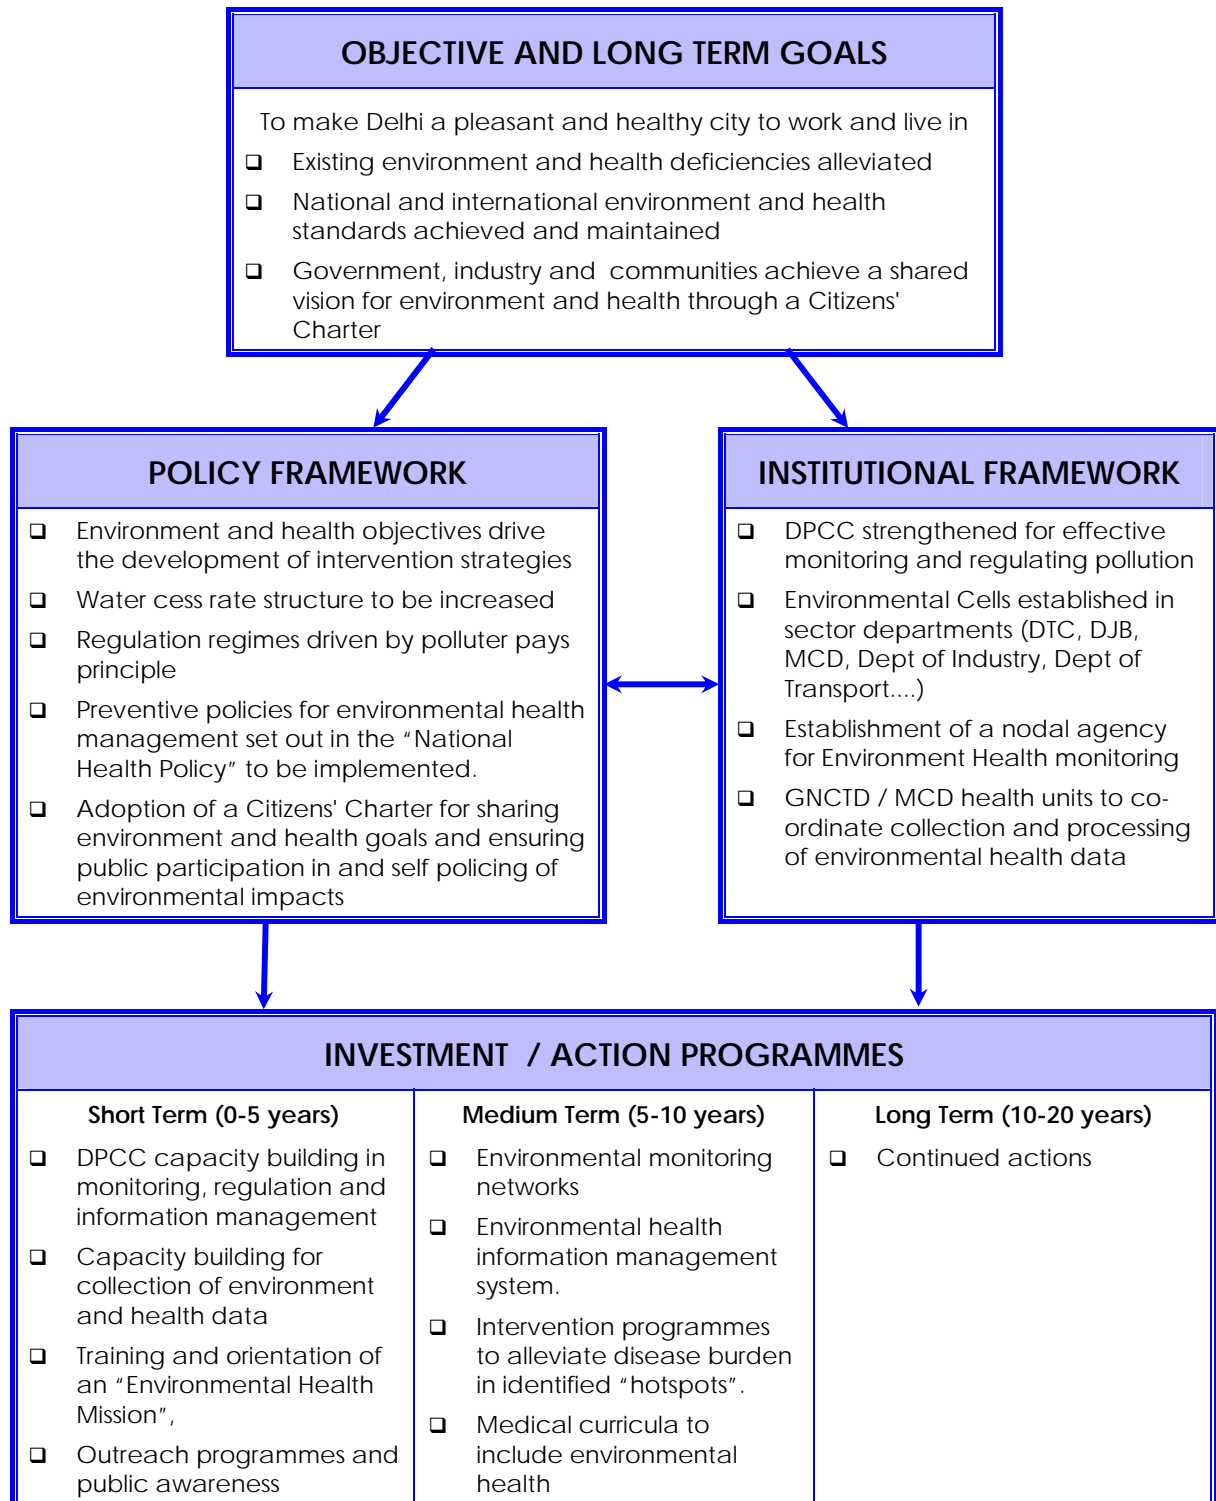 OBJECTIVE AND LONG TERM GOALS
To make Delhi a pleasant and healthy city to work and live in
❑ Existing environment and health deficiencies alleviated
❑ National and international environment and health
standards achieved and maintained
❑ Government, industry and communities achieve a shared
vision for environment and health through a Citizens'
Charter
POLICY FRAMEWORK
❑ Environment and health objectives drive
the development of intervention strategies
❑ Water cess rate structure to be increased
❑ Regulation regimes driven by polluter pays
principle
❑ Preventive policies for environmental health
management set out in the “National
Health Policy” to be implemented.
❑ Adoption of a Citizens' Charter for sharing
environment and health goals and ensuring
public participation in and self policing of
environmental impacts
INSTITUTIONAL FRAMEWORK
❑ DPCC strengthened for effective
monitoring and regulating pollution
❑ Environmental Cells established in
sector departments (DTC, DJB,
MCD, Dept of Industry, Dept of
Transport....)
❑ Establishment of a nodal agency
for Environment Health monitoring
❑ GNCTD / MCD health units to co-
ordinate collection and processing
of environmental health data
INVESTMENT / ACTION PROGRAMMES
Short Term (0-5 years)
❑ DPCC capacity building in
monitoring, regulation and
information management
❑ Capacity building for
collection of environment
and health data
❑ Training and orientation of
an “Environmental Health
Mission”,
❑ Outreach programmes and
public awareness
Medium Term (5-10 years)
❑ Environmental monitoring
networks
❑ Environmental health
information management
system.
❑ Intervention programmes
to alleviate disease burden
in identified “hotspots”.
❑ Medical curricula to
include environmental
health
Long Term (10-20 years)
❑ Continued actions